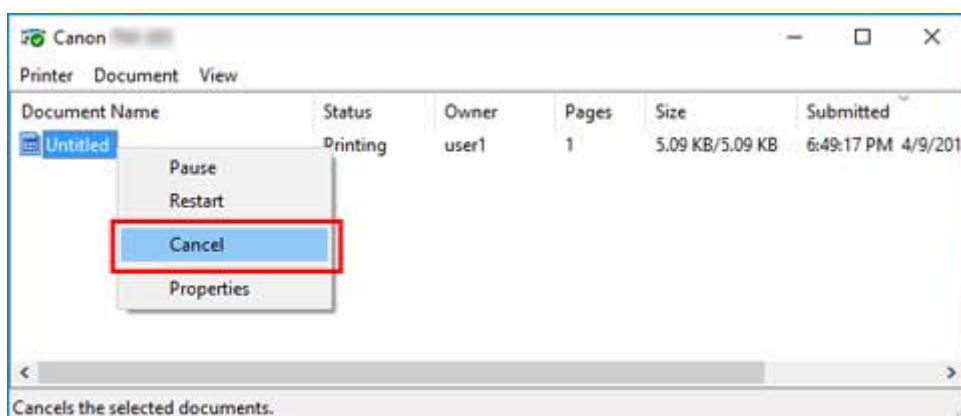 Canon
Printer Document View
Document Name Status Owner Pages Size Submitted
Untitled Printing user1 1 5.09 KB/5.09 KB 6:49:17 PM 4/9/201
Pause
Restart
Cancel
Properties
Cancels the selected documents.